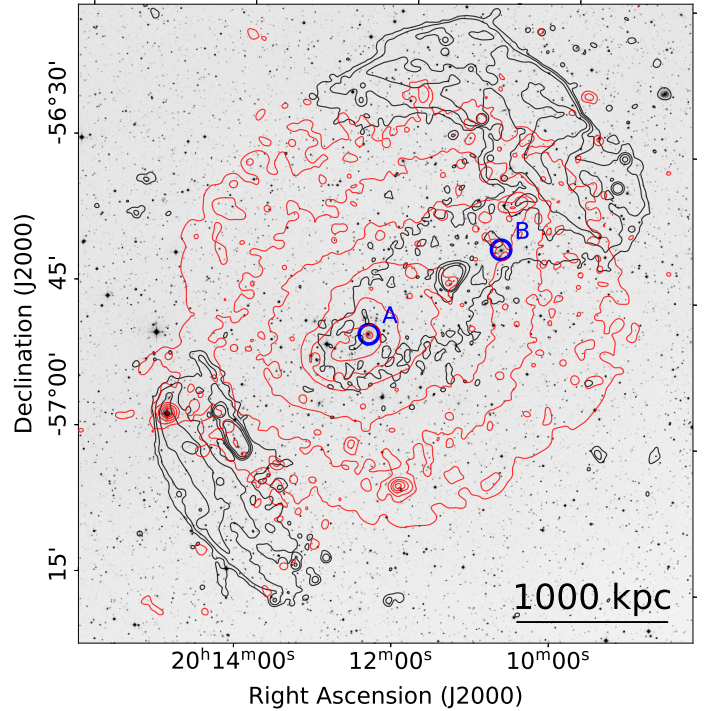 -56°30'
B
45'
A
-57°00'
15'
1000 kpc
20ʰ14ᵐ00ˢ 12ᵐ00ˢ 10ᵐ00ˢ
Right Ascension (J2000)
Declination (J2000)